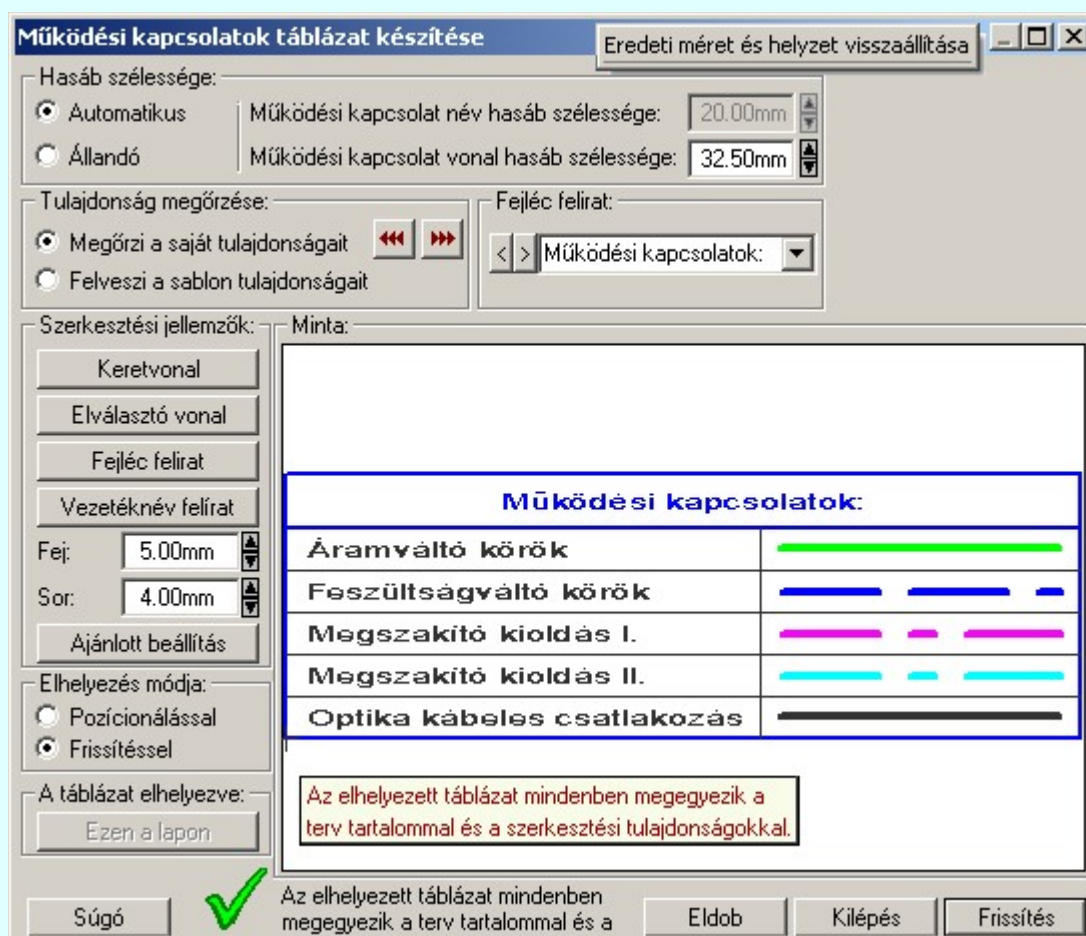 Működési kapcsolatok táblázat készítése
Eredeti méret és helyzet visszaállítása
Hasáb szélessége:
Automatikus
Működési kapcsolat név hasáb szélessége:
20.00mm
Állandó
Működési kapcsolat vonal hasáb szélessége:
32.50mm
Tulajdonság megőrzése:
Megőrzi a saját tulajdonságait
Felveszi a sablon tulajdonságait
Fejléc felirat:
< > Működési kapcsolatok:
Szerkesztési jellemzők:
Keretvonal
Elválasztó vonal
Fejléc felirat
Vezetéknév felírat
Fej: 5.00mm
Sor: 4.00mm
Ajánlott beállítás
Elhelyezés módja:
Pozícionálással
Frissítéssel
A táblázat elhelyezve:
Ezen a lapon
Minta:
Működési kapcsolatok:
Áramváltó körök
Feszültságváltó körök
Megszakító kioldás I.
Megszakító kioldás II.
Optika kábeles csatlakozás
Az elhelyezett táblázat mindenben megegyezik a
terv tartalommal és a szerkesztési tulajdonságokkal.
Súgó
Az elhelyezett táblázat mindenben
megegyezik a terv tartalommal és a
Eldob
Kilépés
Frissítés